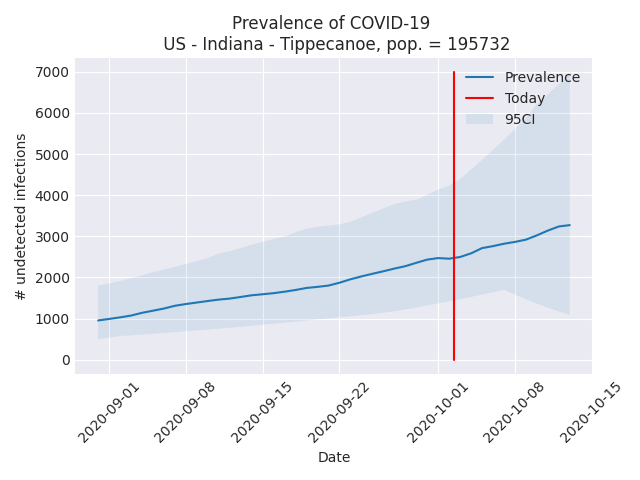 Prevalence of COVID-19
US - Indiana - Tippecanoe, pop. = 195732
7000
6000
5000
4000
3000
2000
1000
0
# undetected infections
Prevalence
Today
95CI
2020-09-01
2020-09-08
2020-09-15
2020-09-22
2020-10-01
2020-10-08
2020-10-15
Date